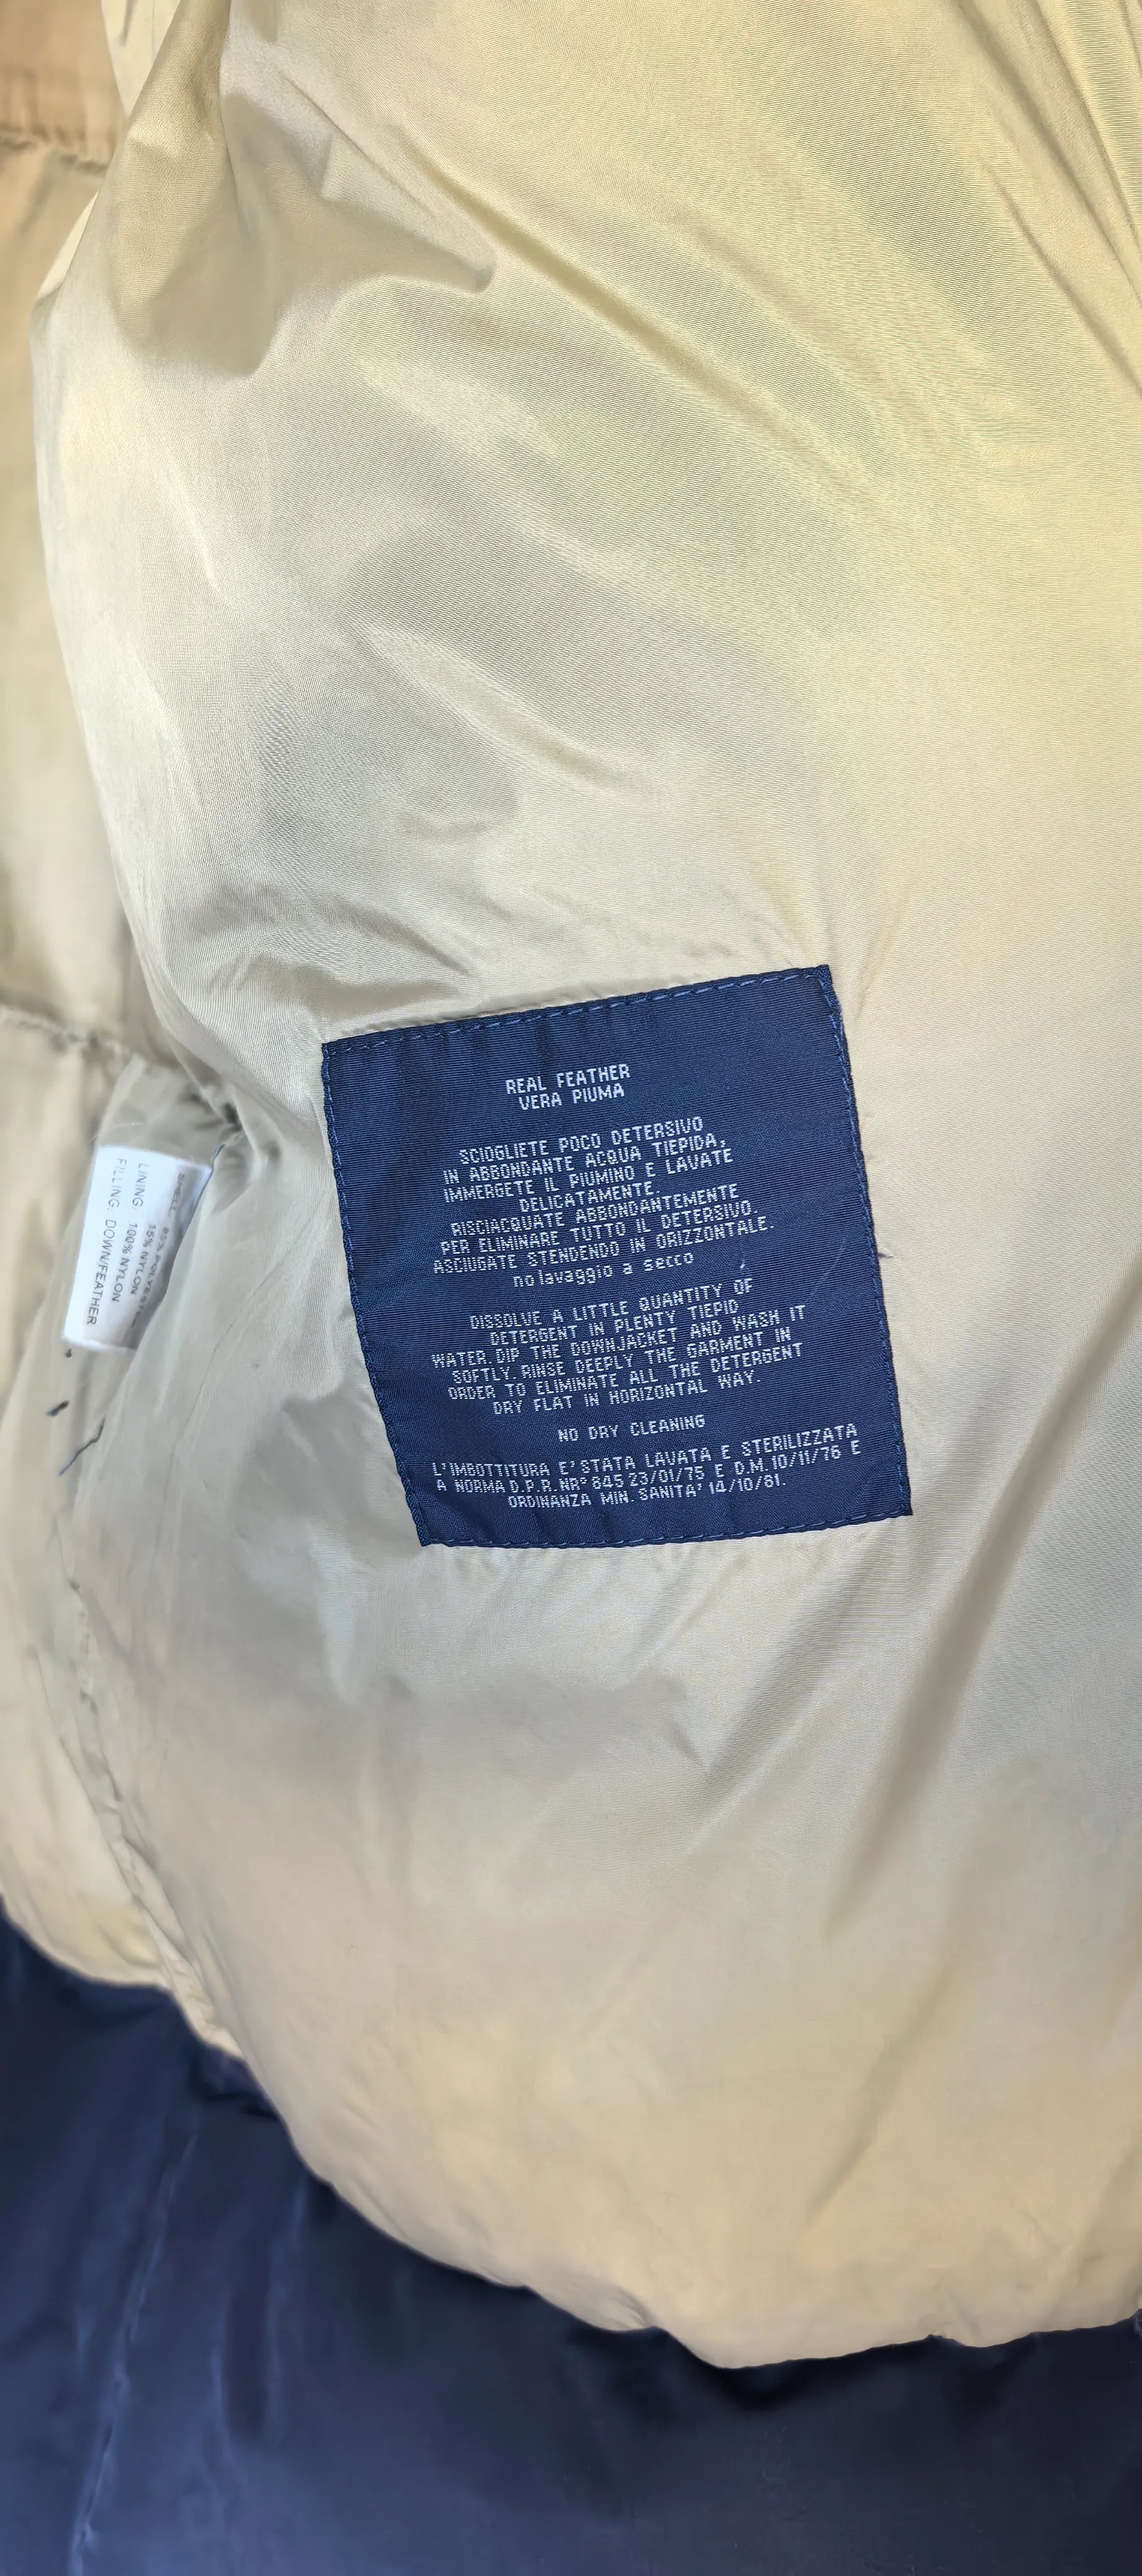 REAL FEATHER
VERA PIUMA
SCIOGLIETE POCO DETERSIVO
IN ABBONDANTE ACQUA TIEPIDA,
IMMERGETE IL PIUMINO E LAVATE
DELICATAMENTE.
RISCIACQUATE ABBONDANTEMENTE
PER ELIMINARE TUTTO IL DETERSIVO.
ASCIUGATE STENDENDO IN ORIZZONTALE.
no lavaggio a secco
DISSOLVE A LITTLE QUANTITY OF
DETERGENT IN PLENTY TIEPID
WATER. DIP THE DOWNJACKET AND WASH IT
SOFTLY. RINSE DEEPLY THE GARMENT IN
ORDER TO ELIMINATE ALL THE DETERGENT
DRY FLAT IN HORIZONTAL WAY.
NO DRY CLEANING
L'IMBOTTITURA E' STATA LAVATA E STERILIZZATA
A NORMA D.P.R. NR° 845 23/01/75 E D.M. 10/11/76 E
ORDINANZA MIN. SANITA' 14/10/81.
SHELL:
15% NYLON
LINING: 100% NYLON
FILLING: DOWN/FEATHER